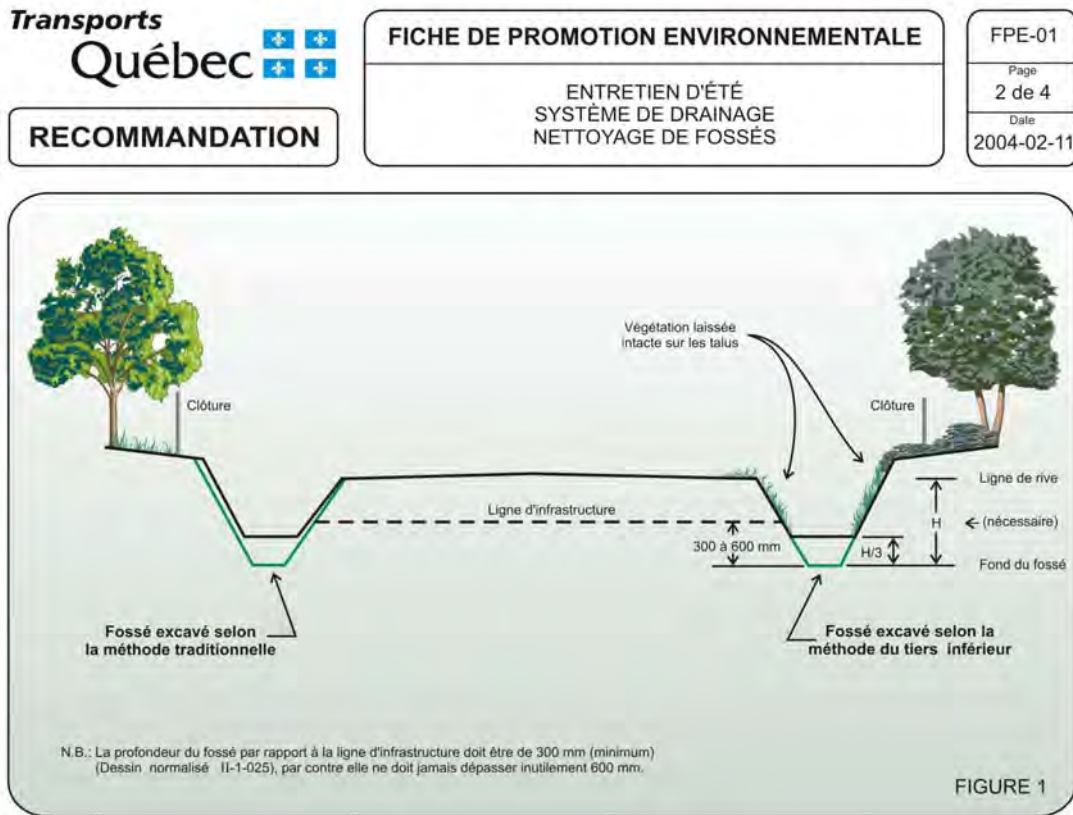 Transports
Québec
RECOMMANDATION
FICHE DE PROMOTION ENVIRONNEMENTALE
ENTRETIEN D'ÉTÉ
SYSTÈME DE DRAINAGE
NETTOYAGE DE FOSSÉS
FPE-01
Page
2 de 4
Date
2004-02-11
Végétation laissée
intacte sur les talus
Clôture
Clôture
Ligne de rive
Ligne d'infrastructure
H
(nécessaire)
300 à 600 mm
H/3
Fond du fossé
Fossé excavé selon
la méthode traditionnelle
Fossé excavé selon la
méthode du tiers inférieur
N.B.: La profondeur du fossé par rapport à la ligne d'infrastructure doit être de 300 mm (minimum)
(Dessin normalisé II-1-025), par contre elle ne doit jamais dépasser inutilement 600 mm.
FIGURE 1